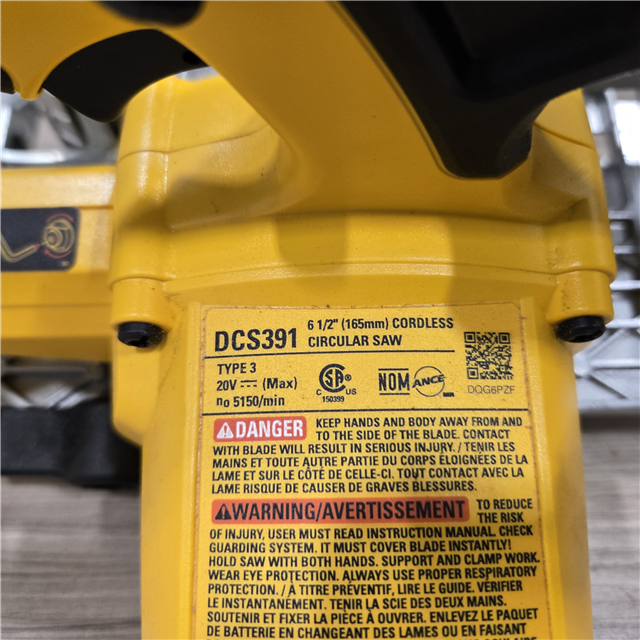 6 1/2" (165mm) CORDLESS
DCS391 CIRCULAR SAW
TYPE 3
20V (Max)
no 5150/min
SA
C US
150399
NOM ANCE
DQG6PZF
DANGER KEEP HANDS AND BODY AWAY FROM AND
TO THE SIDE OF THE BLADE. CONTACT
WITH BLADE WILL RESULT IN SERIOUS INJURY. / TENIR LES
MAINS ET TOUTE AUTRE PARTIE DU CORPS ÉLOIGNÉES DE LA
LAME ET SUR LE CÔTÉ DE CELLE-CI. TOUT CONTACT AVEC LA
LAME RISQUE DE CAUSER DE GRAVES BLESSURES.
WARNING/AVERTISSEMENT TO REDUCE
THE RISK
OF INJURY, USER MUST READ INSTRUCTION MANUAL. CHECK
GUARDING SYSTEM. IT MUST COVER BLADE INSTANTLY!
HOLD SAW WITH BOTH HANDS. SUPPORT AND CLAMP WORK.
WEAR EYE PROTECTION. ALWAYS USE PROPER RESPIRATORY
PROTECTION. / À TITRE PRÉVENTIF, LIRE LE GUIDE. VÉRIFIER
LE INSTANTANÉMENT. TENIR LA SCIE DES DEUX MAINS.
SOUTENIR ET FIXER LA PIÈCE À OUVRER. ENLEVEZ LE PAQUET
DE BATTERIE EN CHANGEANT DES LAMES OU EN FAISANT